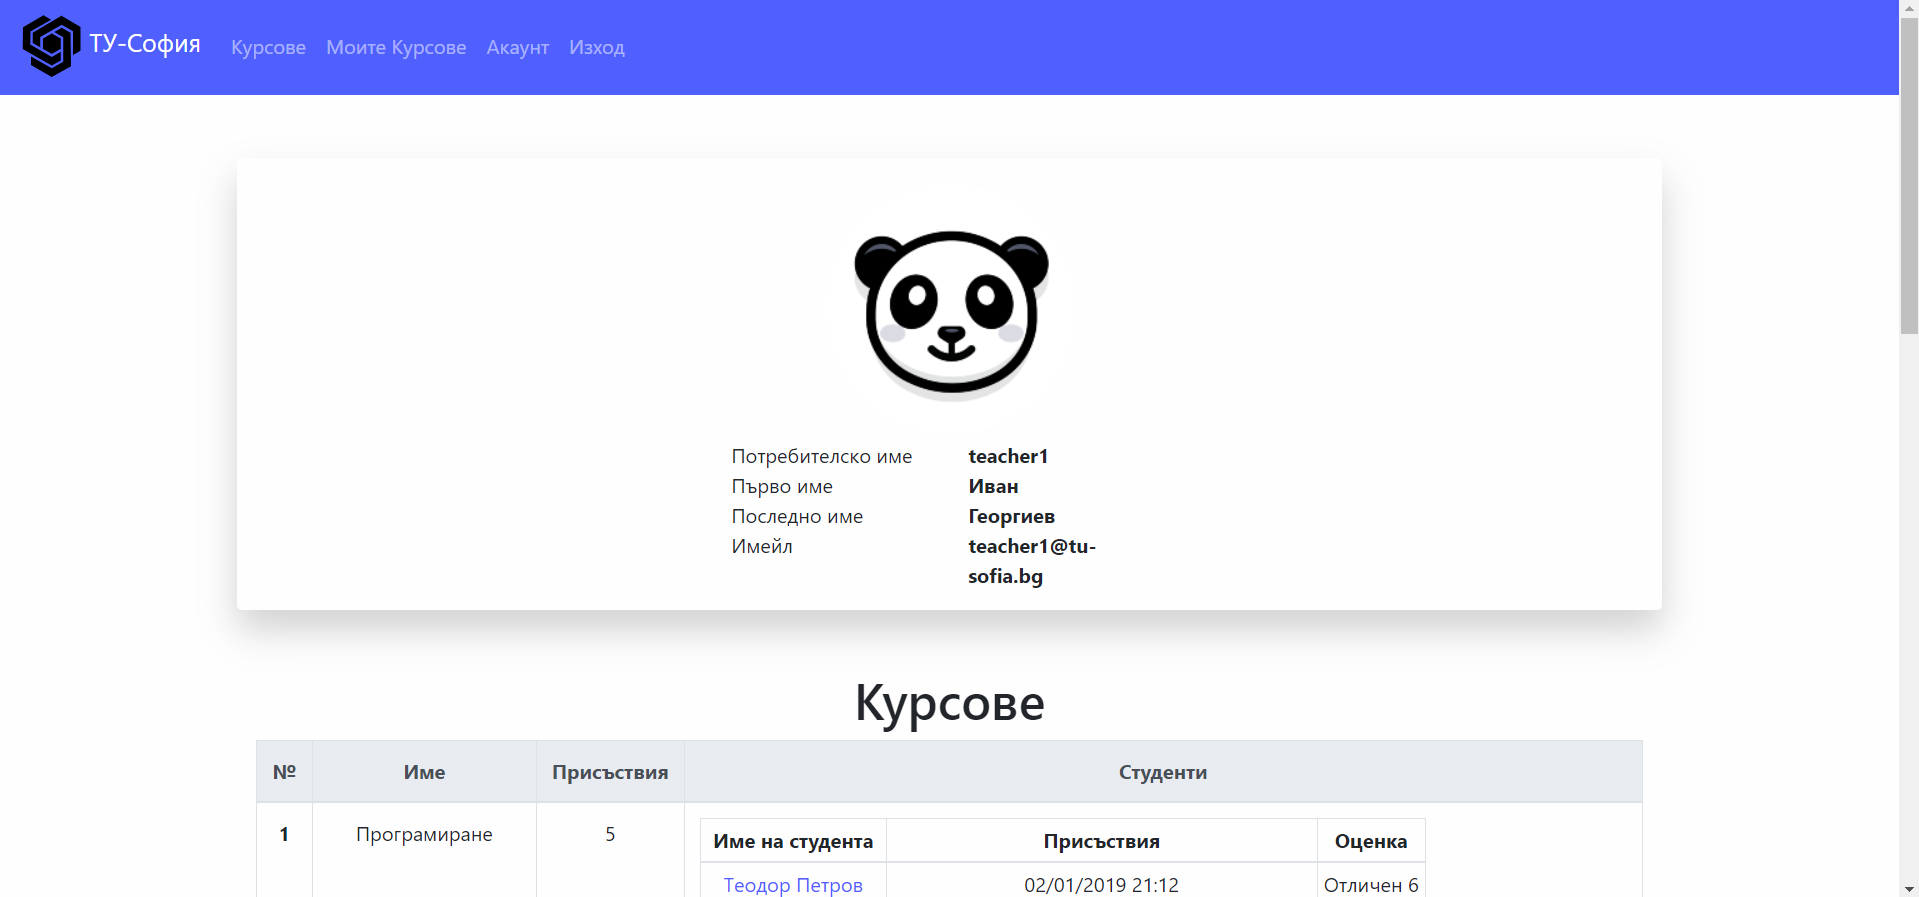 ТУ-София Курсове Моите Курсове Акаунт Изход
Потребителско име teacher1
Първо име Иван
Последно име Георгиев
Имейл teacher1@tu-
sofia.bg
Курсове
№ Име Присъствия Студенти
1 Програмиране 5
Име на студента Присъствия Оценка
Теодор Петров 02/01/2019 21:12 Отличен 6